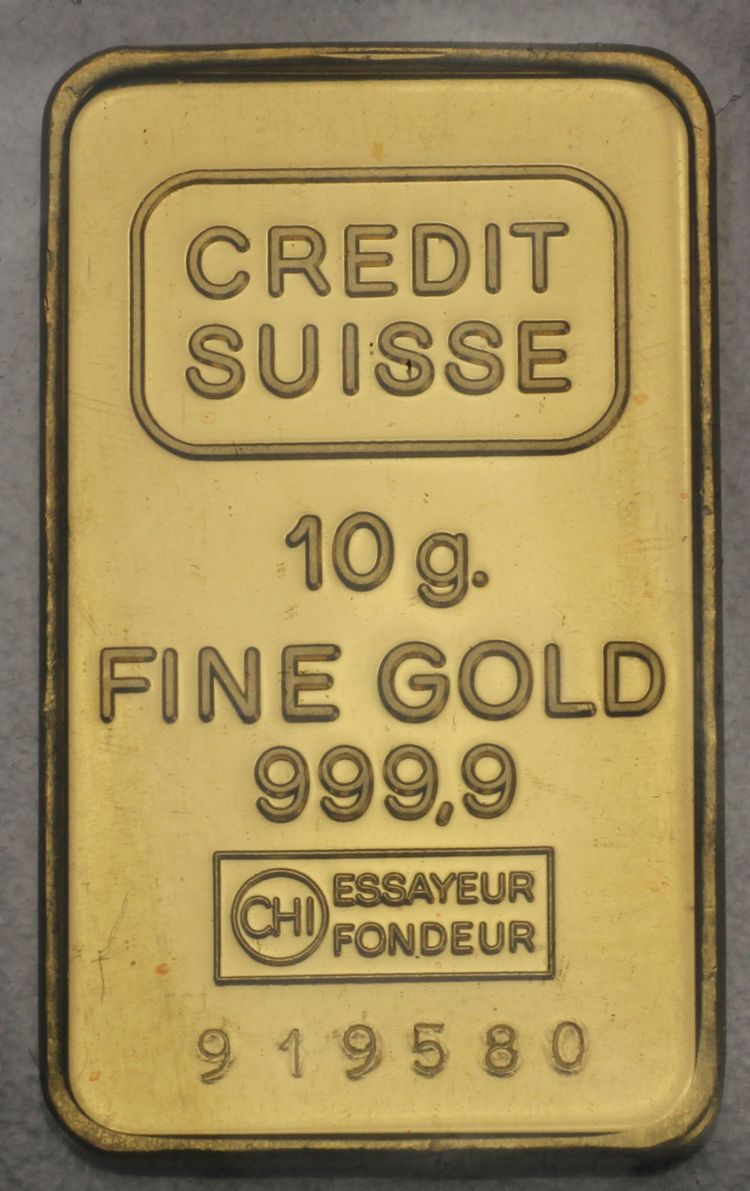 CREDIT
SUISSE
10 g.
FINE GOLD
999,9
CHI ESSAYEUR
FONDEUR
919580